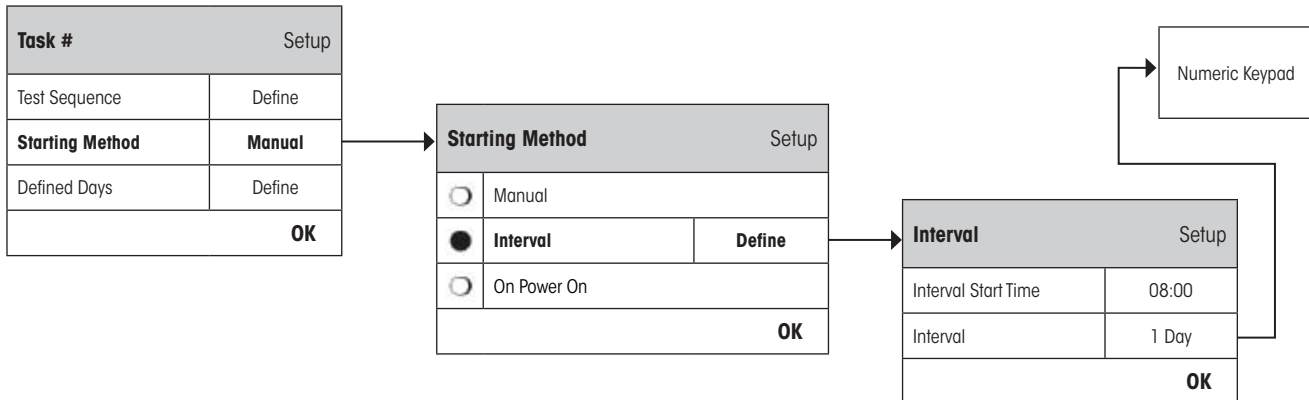 Task # Setup
Test Sequence Define
Starting Method Manual
Defined Days Define
OK
Starting Method Setup
Manual
Interval Define
On Power On
OK
Interval Setup
Interval Start Time 08:00
Interval 1 Day
OK
Numeric Keypad